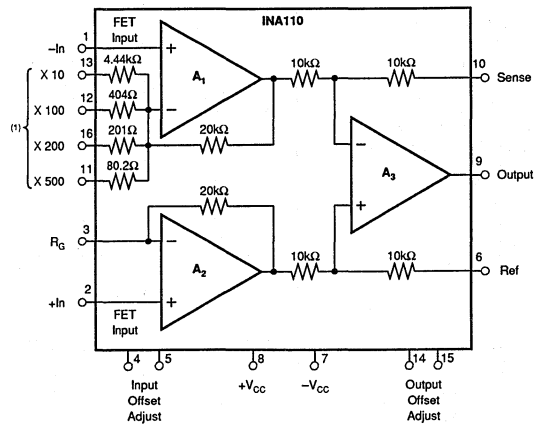 INA110
FET
Input
1
–In
13
X 10
4.44kΩ
12
X 100
404Ω
(1)
16
X 200
201Ω
11
X 500
80.2Ω
+
A1
–
20kΩ
10kΩ
10kΩ
10
Sense
–
A3
+
9
Output
20kΩ
3
RG
–
A2
+
10kΩ
10kΩ
6
Ref
2
+In
FET
Input
4
5
8
7
14
15
Input
Offset
Adjust
+VCC
–VCC
Output
Offset
Adjust